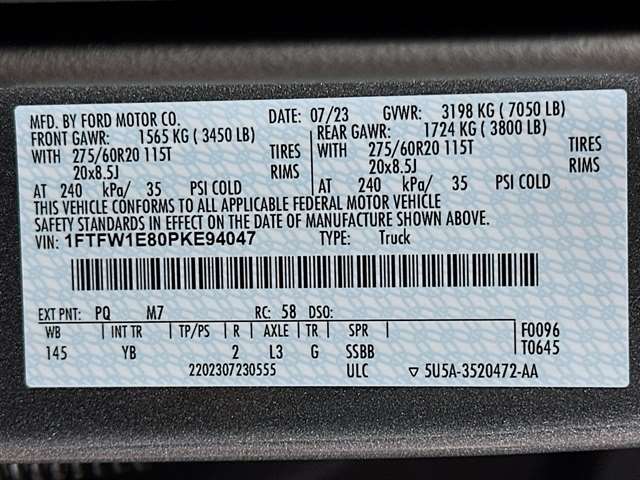 MFD. BY FORD MOTOR CO. DATE: 07/23 GVWR: 3198 KG ( 7050 LB)
FRONT GAWR: 1565 KG ( 3450 LB) REAR GAWR: 1724 KG ( 3800 LB)
WITH 275/60R20 115T TIRES WITH 275/60R20 115T TIRES
20x8.5J RIMS 20x8.5J RIMS
AT 240 kPa/ 35 PSI COLD AT 240 kPa/ 35 PSI COLD
THIS VEHICLE CONFORMS TO ALL APPLICABLE FEDERAL MOTOR VEHICLE
SAFETY STANDARDS IN EFFECT ON THE DATE OF MANUFACTURE SHOWN ABOVE.
VIN: 1FTFW1E80PKE94047 TYPE: Truck
EXT PNT: PQ M7 RC: 58 DSO:
WB INT TR TP/PS R AXLE TR SPR F0096
145 YB 2 L3 G SSBB T0645
2202307230555 ULC ▽ 5U5A-3520472-AA